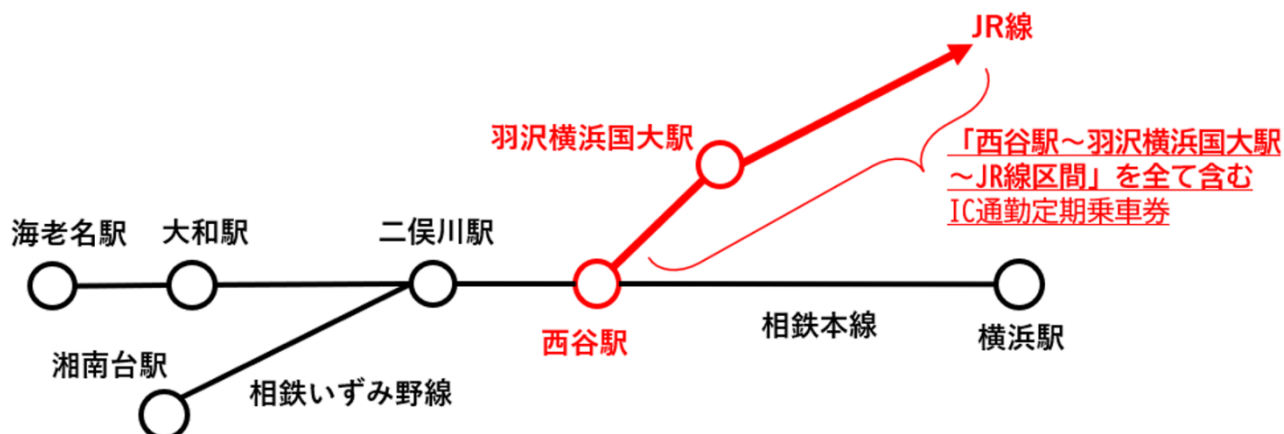 JR線
羽沢横浜国大駅
「西谷駅～羽沢横浜国大駅
～JR線区間」を全て含む
IC通勤定期乗車券
海老名駅
大和駅
二俣川駅
西谷駅
相鉄本線
横浜駅
湘南台駅
相鉄いずみ野線